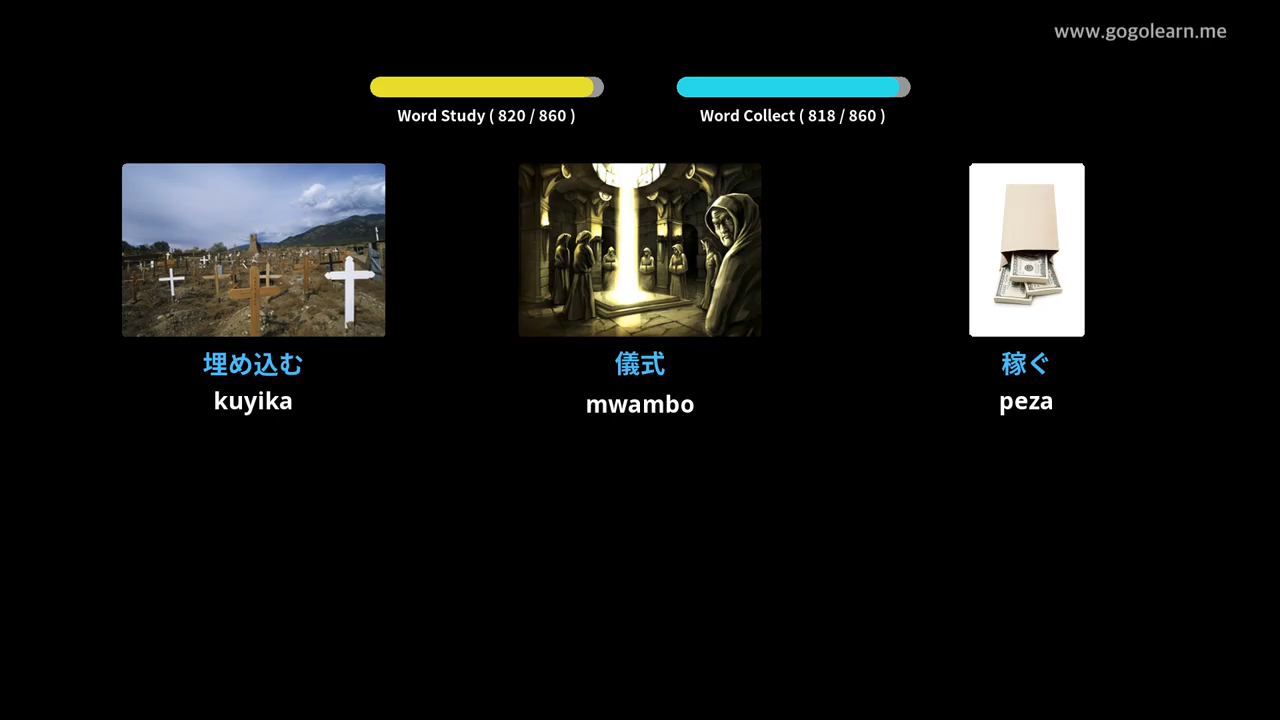 www.gogolearn.me
Word Study ( 820 / 860 )
Word Collect ( 818 / 860 )
埋め込む
kuyika
儀式
mwambo
稼ぐ
peza